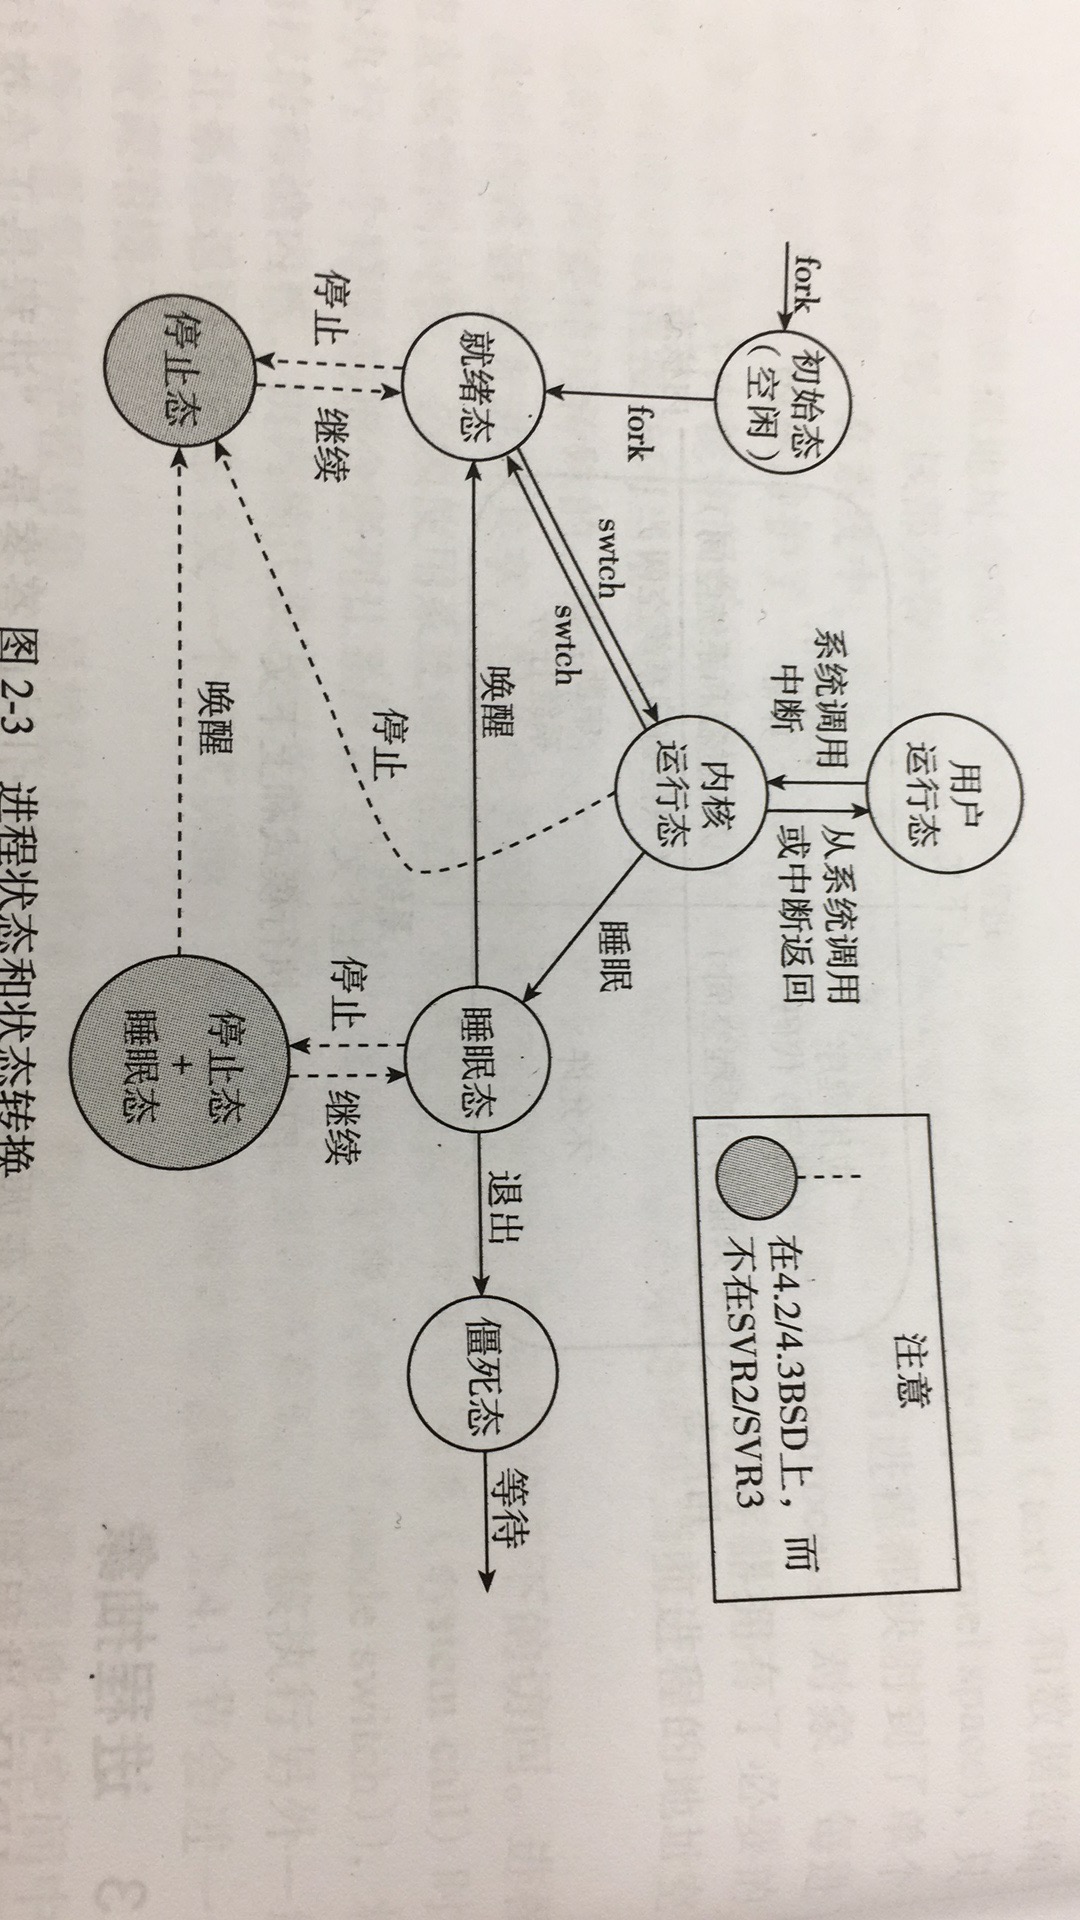 注意
在4.2/4.3BSD上，而
不在SVR2/SVR3
用户
运行态
系统调用
中断
从系统调用
或中断返回
fork
初始态
(空闲)
fork
内核
运行态
swtch
swtch
睡眠
就绪态
唤醒
睡眠态
退出
僵死态
等待
停止
继续
停止
停止
继续
停止态
唤醒
停止态
+
睡眠态
图 2-3 进程状态和状态转换